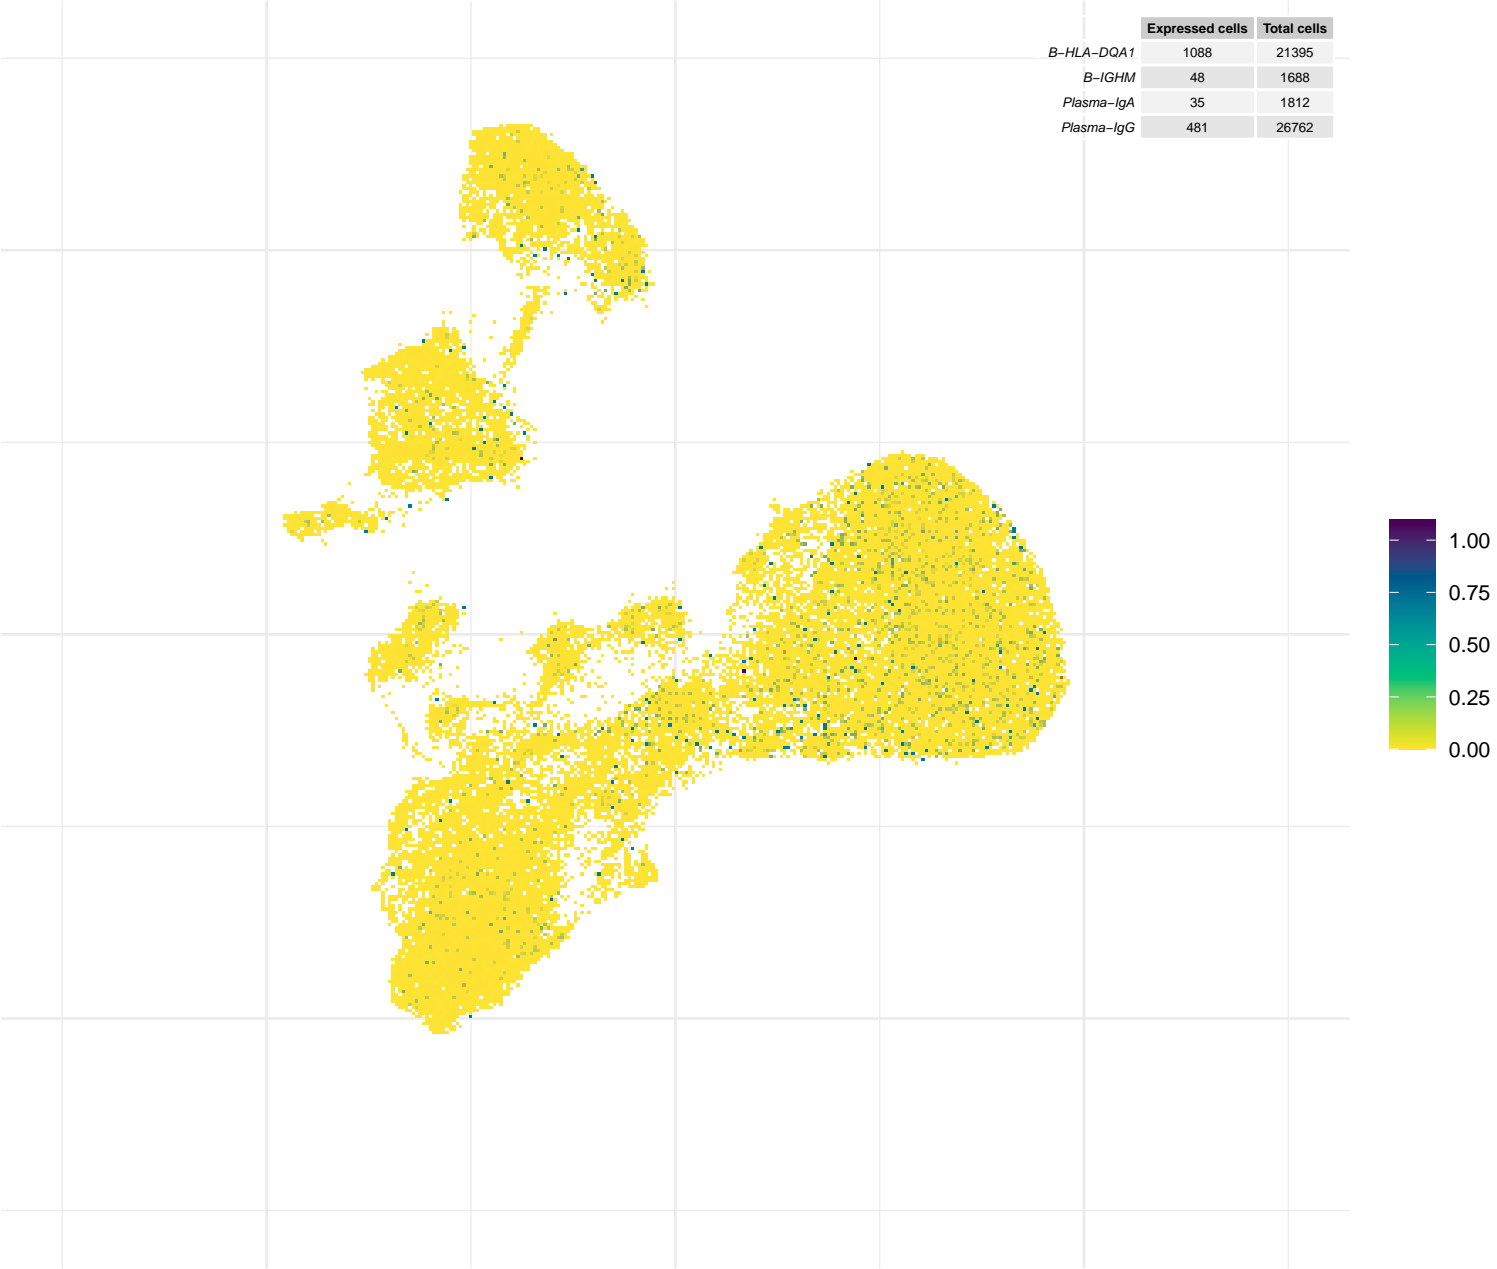 Expressed cells Total cells
B−HLA−DQA1 1088 21395
B−IGHM 48 1688
Plasma−IgA 35 1812
Plasma−IgG 481 26762
1.00
0.75
0.50
0.25
0.00